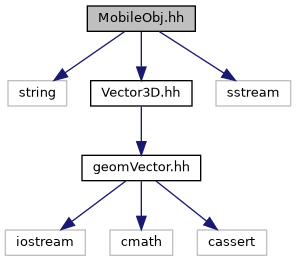 MobileObj.hh
string
Vector3D.hh
sstream
geomVector.hh
iostream
cmath
cassert